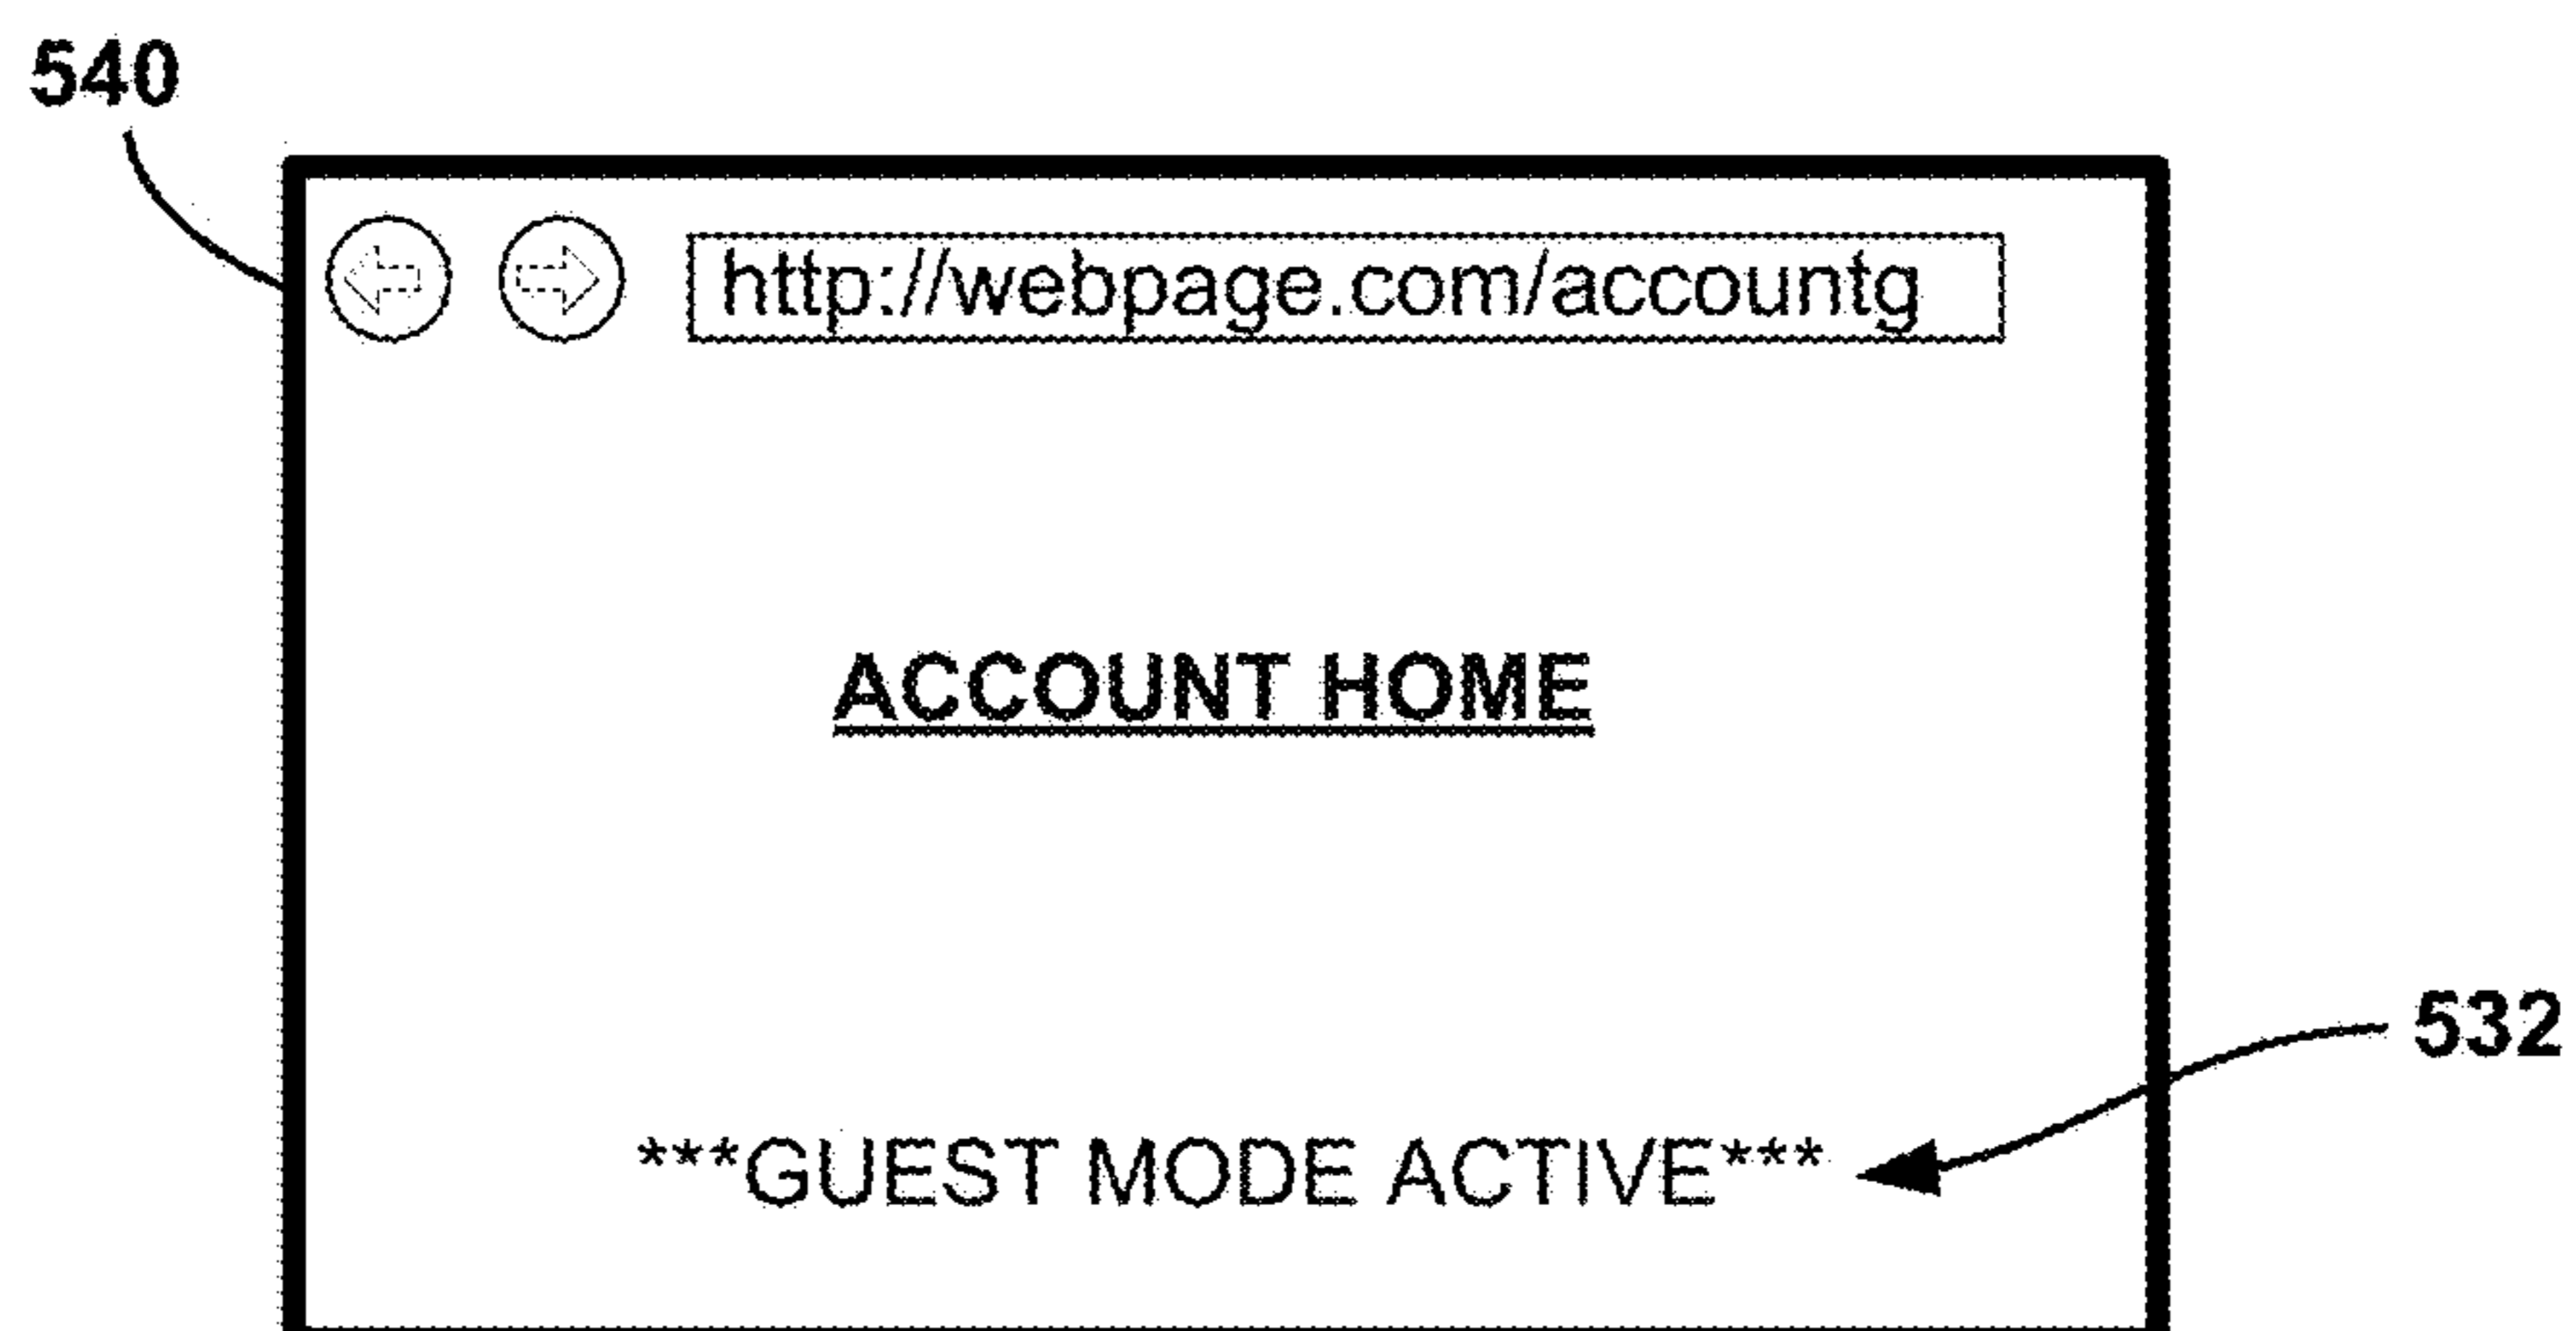 540
http://webpage.com/accountg
ACCOUNT HOME
532
***GUEST MODE ACTIVE***